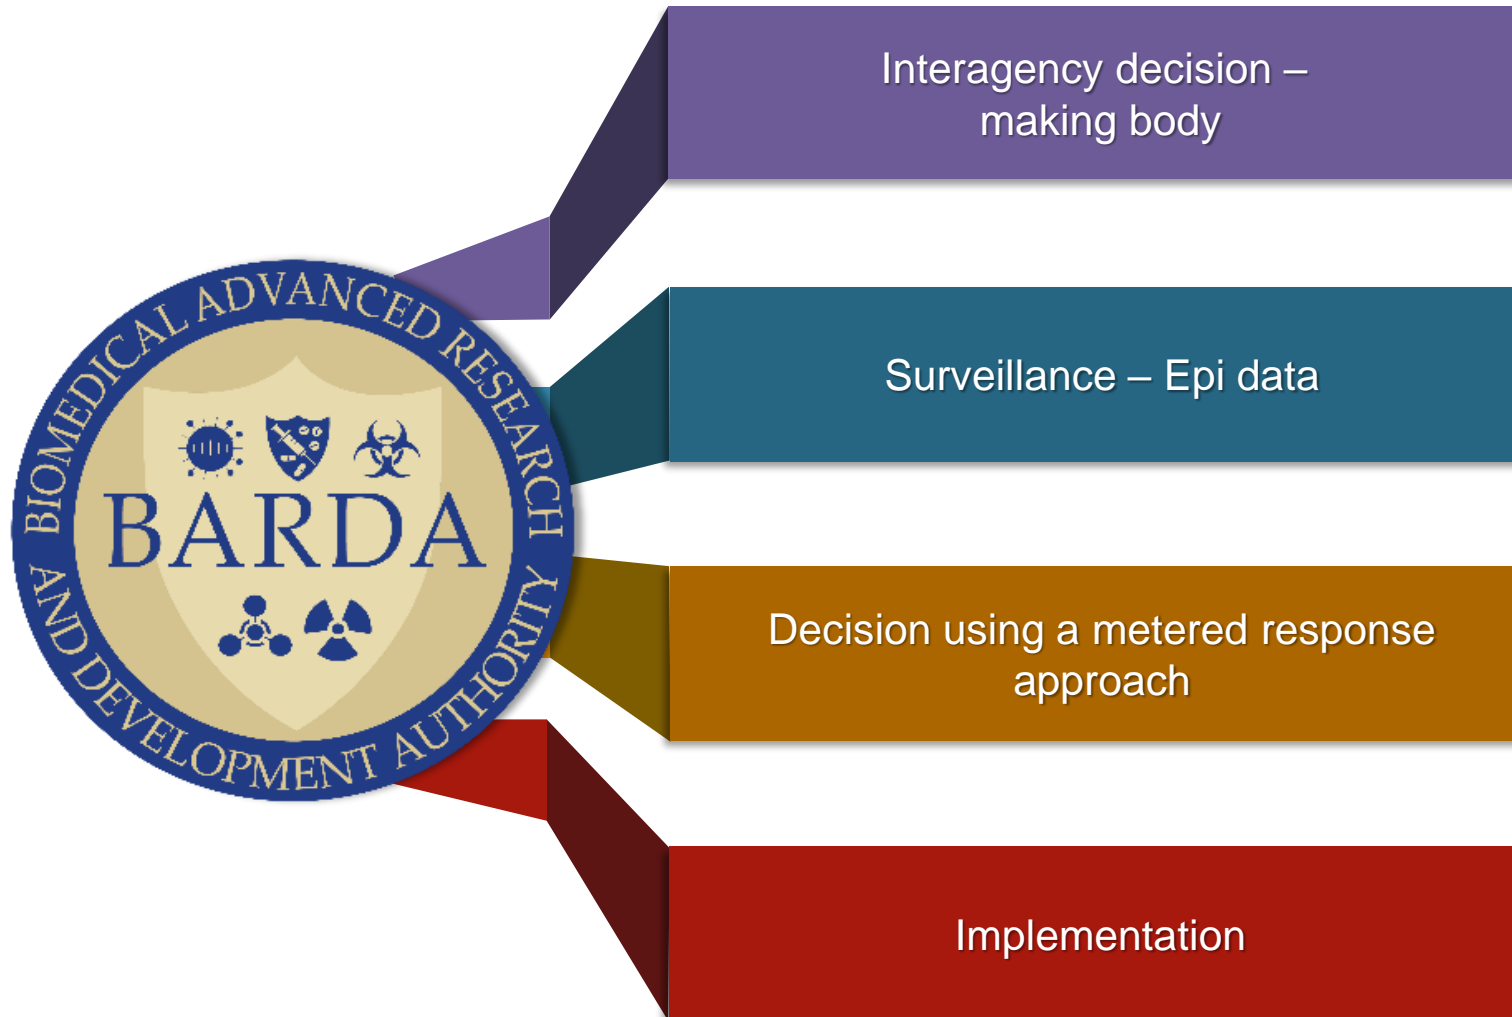 BIOMEDICAL ADVANCED RESEARCH
AND DEVELOPMENT AUTHORITY
BARDA
Interagency decision –
making body
Surveillance – Epi data
Decision using a metered response
approach
Implementation